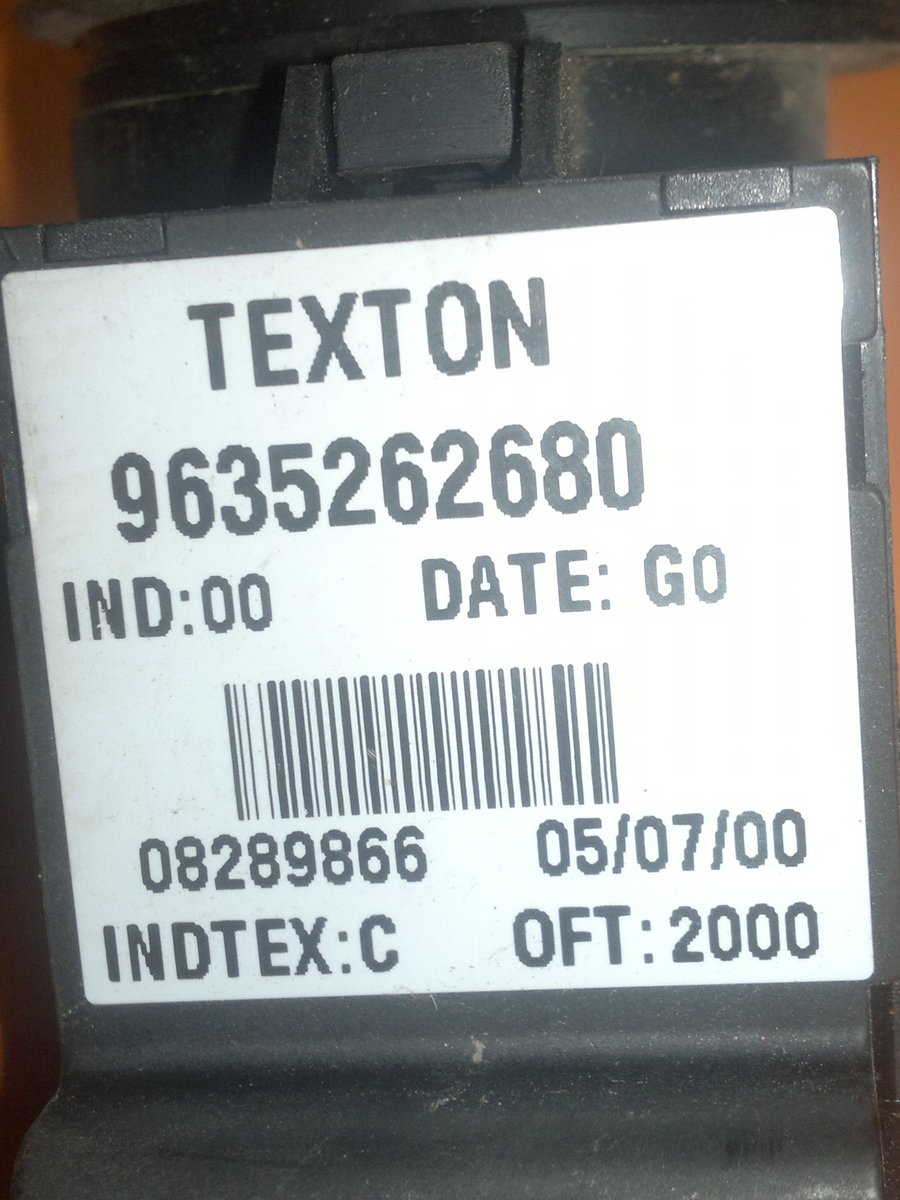 TEXTON
9635262680
IND:00 DATE: G0
08289866 05/07/00
INDTEX:C OFT:2000